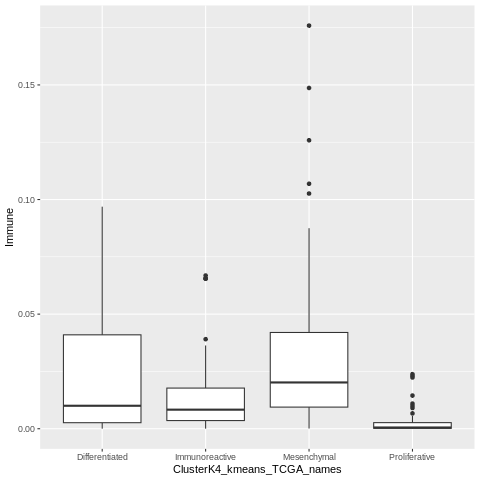 Immune
0.15
0.10
0.05
0.00
Differentiated Immunoreactive Mesenchymal Proliferative
ClusterK4_kmeans_TCGA_names